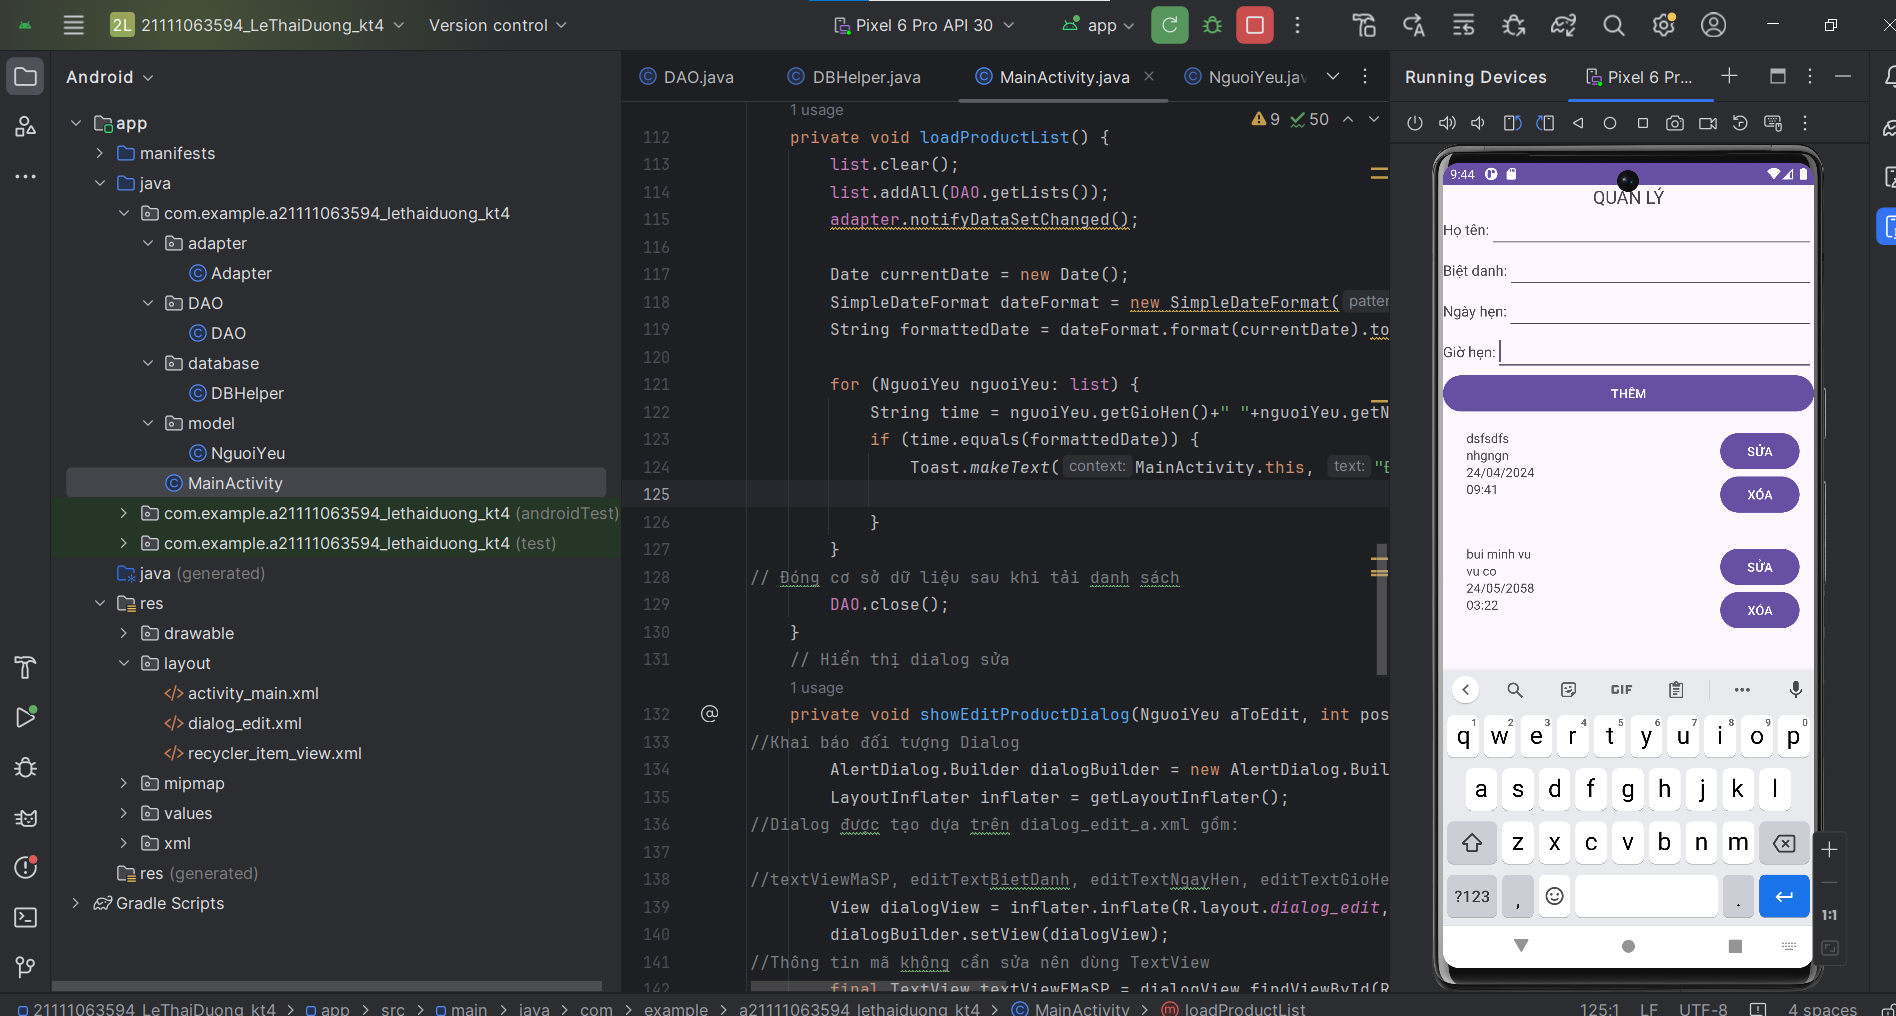 2L 21111063594_LeThaiDuong_kt4 Version control Pixel 6 Pro API 30 app
Android
app
manifests
java
com.example.a21111063594_lethaiduong_kt4
adapter
Adapter
DAO
DAO
database
DBHelper
model
NguoiYeu
MainActivity
com.example.a21111063594_lethaiduong_kt4 (androidTest)
com.example.a21111063594_lethaiduong_kt4 (test)
java (generated)
res
drawable
layout
activity_main.xml
dialog_edit.xml
recycler_item_view.xml
mipmap
values
xml
res (generated)
Gradle Scripts
DAO.java DBHelper.java MainActivity.java NguoiYeu.jav
9 50
1 usage
112 private void loadProductList() {
113 list.clear();
114 list.addAll(DAO.getLists());
115 adapter.notifyDataSetChanged();
116
117 Date currentDate = new Date();
118 SimpleDateFormat dateFormat = new SimpleDateFormat( patter
119 String formattedDate = dateFormat.format(currentDate).to
120
121 for (NguoiYeu nguoiYeu: list) {
122 String time = nguoiYeu.getGioHen()+" "+nguoiYeu.getN
123 if (time.equals(formattedDate)) {
124 Toast.makeText( context: MainActivity.this, text: "Đ
125
126 }
127 }
128 // Đóng cơ sở dữ liệu sau khi tải danh sách
129 DAO.close();
130 }
131 // Hiển thị dialog sửa
1 usage
132 @ private void showEditProductDialog(NguoiYeu aToEdit, int pos
133 //Khai báo đối tượng Dialog
134 AlertDialog.Builder dialogBuilder = new AlertDialog.Buil
135 LayoutInflater inflater = getLayoutInflater();
136 //Dialog được tạo dựa trên dialog_edit_a.xml gồm:
137
138 //textViewMaSP, editTextBietDanh, editTextNgayHen, editTextGioHe
139 View dialogView = inflater.inflate(R.layout.dialog_edit,
140 dialogBuilder.setView(dialogView);
141 //Thông tin mã không cần sửa nên dùng TextView
142 final TextView textViewEMaSP = dialogView.findViewById(R
Running Devices Pixel 6 Pr...
9:44
QUẢN LÝ
Họ tên:
Biệt danh:
Ngày hẹn:
Giờ hẹn:
THÊM
dsfsdfs
nhgngn
24/04/2024
09:41
SỬA
XÓA
bui minh vu
vu co
24/05/2058
03:22
SỬA
XÓA
GIF
1 2 3 4 5 6 7 8 9 0
q w e r t y u i o p
a s d f g h j k l
z x c v b n m
?123 , .
1:1
21111063594_LeThaiDuong_kt4 > app > src > main > java > com > example > a21111063594_lethaiduong_kt4 > MainActivity > loadProductList
125:1 LF UTF-8 4 spaces